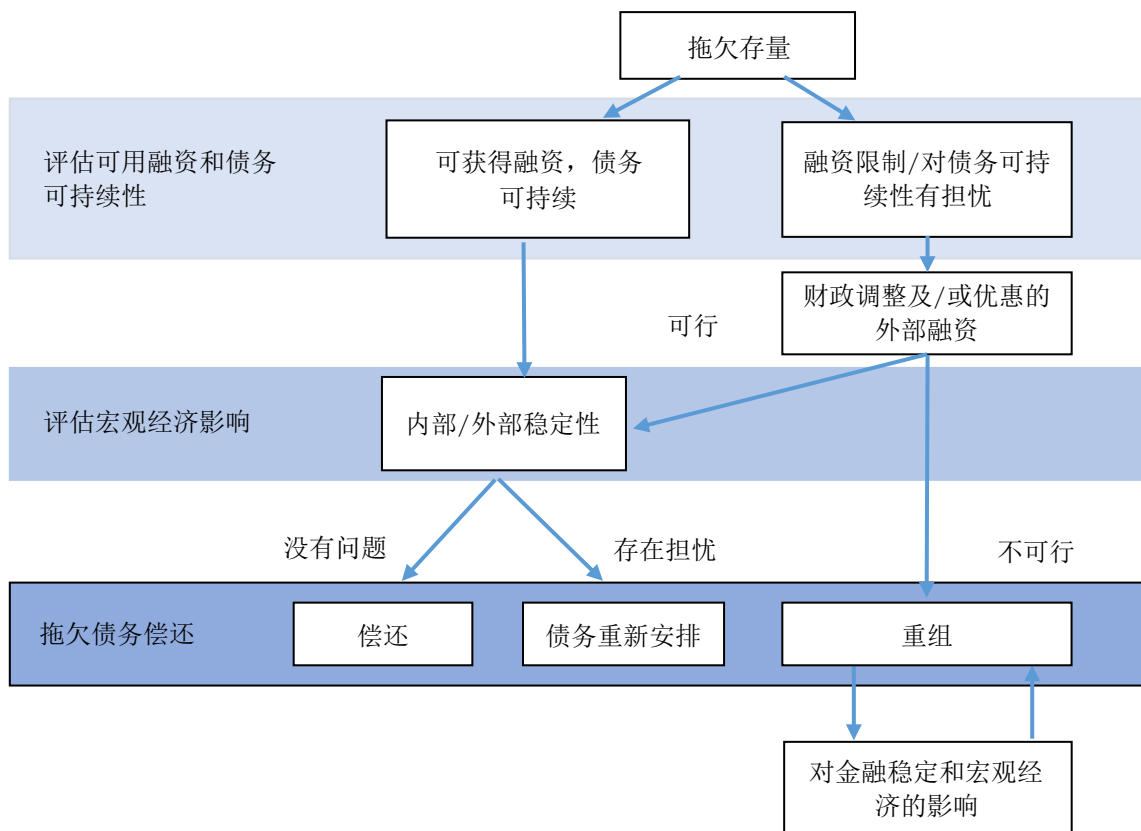 拖欠存量
评估可用融资和债务
可持续性
可获得融资，债务
可持续
融资限制/对债务可持
续性有担忧
财政调整及/或优惠的
外部融资
可行
评估宏观经济影响
内部/外部稳定性
没有问题
存在担忧
不可行
拖欠债务偿还
偿还
债务重新安排
重组
对金融稳定和宏观经
济的影响